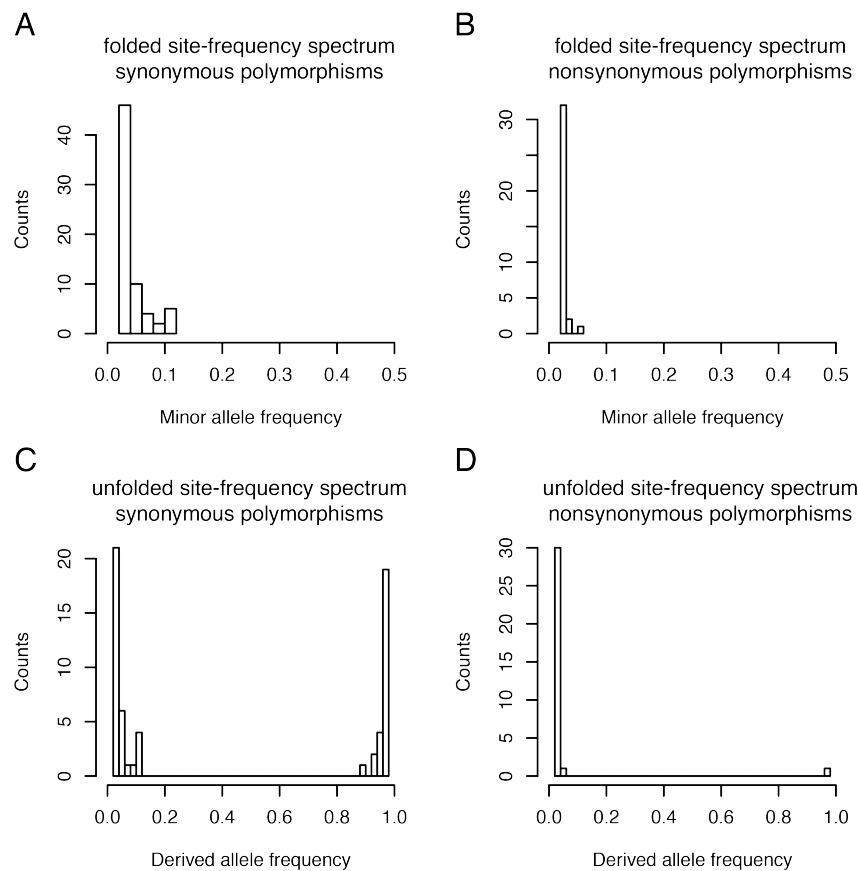 A
folded site-frequency spectrum
synonymous polymorphisms
Counts
0
10
20
30
40
0.0 0.1 0.2 0.3 0.4 0.5
Minor allele frequency
B
folded site-frequency spectrum
nonsynonymous polymorphisms
Counts
0
5
10
20
30
0.0 0.1 0.2 0.3 0.4 0.5
Minor allele frequency
C
unfolded site-frequency spectrum
synonymous polymorphisms
Counts
0
5
10
15
20
0.0 0.2 0.4 0.6 0.8 1.0
Derived allele frequency
D
unfolded site-frequency spectrum
nonsynonymous polymorphisms
Counts
0
5
10
15
20
25
30
0.0 0.2 0.4 0.6 0.8 1.0
Derived allele frequency